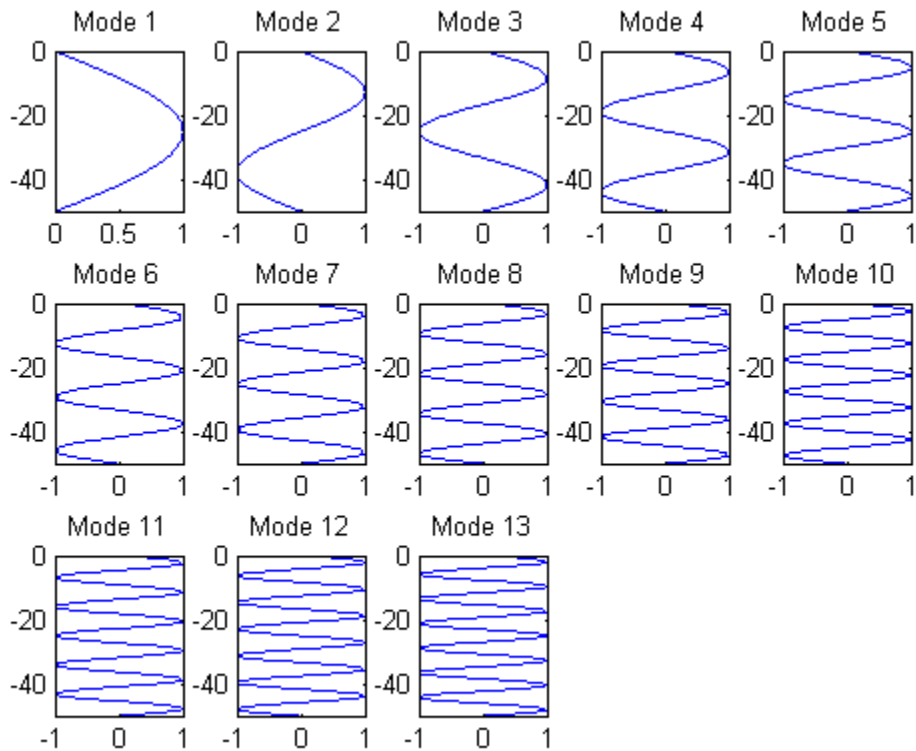 Mode 1 Mode 2 Mode 3 Mode 4 Mode 5
0 0 0 0 0
-20 -20 -20 -20 -20
-40 -40 -40 -40 -40
0 0.5 1 -1 0 1 -1 0 1 -1 0 1 -1 0 1
Mode 6 Mode 7 Mode 8 Mode 9 Mode 10
0 0 0 0 0
-20 -20 -20 -20 -20
-40 -40 -40 -40 -40
-1 0 1 -1 0 1 -1 0 1 -1 0 1 -1 0 1
Mode 11 Mode 12 Mode 13
0 0 0
-20 -20 -20
-40 -40 -40
-1 0 1 -1 0 1 -1 0 1